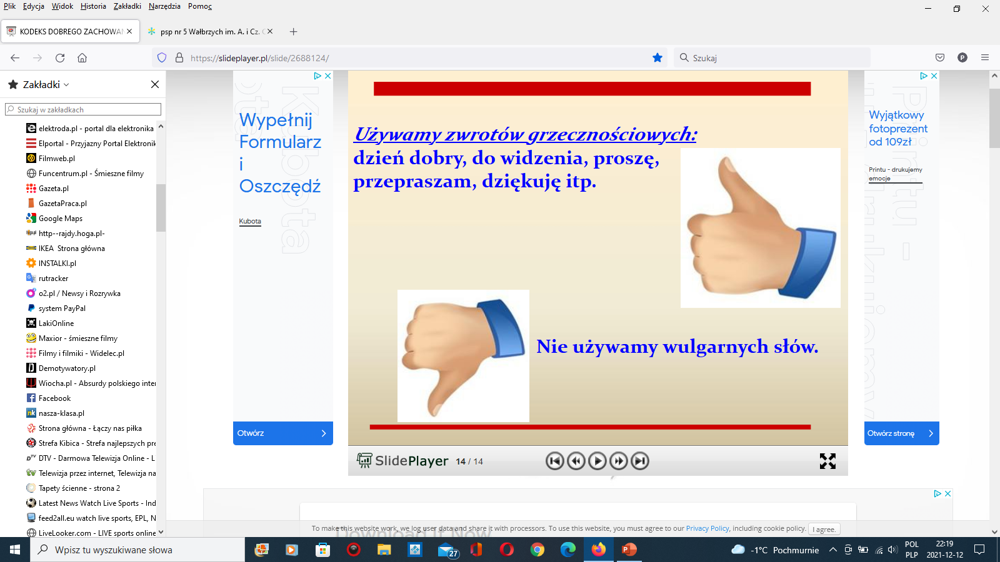 Plik Edycja Widok Historia Zakładki Narzędzia Pomoc
KODEKS DOBREGO ZACHOWAN
psp nr 5 Wałbrzych im. A. i Cz.
https://slideplayer.pl/slide/2688124/
Szukaj
P
Zakładki
Szukaj w zakładkach
elektroda.pl - portal dla elektronika
Elportal - Przyjazny Portal Elektronik
Filmweb.pl
Funcentrum.pl - Śmieszne filmy
Gazeta.pl
GazetaPraca.pl
Google Maps
http--rajdy.hoga.pl-
IKEA Strona główna
INSTALKI.pl
rutracker
o2.pl / Newsy i Rozrywka
system PayPal
LakiOnline
Maxior - śmieszne filmy
Filmy i filmiki - Widelec.pl
Demotywatory.pl
Wiocha.pl - Absurdy polskiego inter
Facebook
nasza-klasa.pl
Strona główna - Łączy nas piłka
Strefa Kibica - Strefa najlepszych pre
DTV - Darmowa Telewizja Online - L
Telewizja przez internet, Telewizja na
Tapety ścienne - strona 2
Latest News Watch Live Sports - Ind
feed2all.eu watch live sports, EPL, N
LiveLooker.com - LIVE sports online
Wypełnij
Formularz
i
Oszczędź
Kubota
Kubota
Otwórz
Używamy zwrotów grzecznościowych:
dzień dobry, do widzenia, proszę,
przepraszam, dziękuję itp.
Nie używamy wulgarnych słów.
SlidePlayer 14 / 14
Wyjątkowy
fotoprezent
od 109zł
Printu - drukujemy
emocje
Otwórz stronę
Download It Now
To make this website work, we log user data and share it with processors. To use this website, you must agree to our Privacy Policy, including cookie policy. I agree.
Wpisz tu wyszukiwane słowa
27
-1°C Pochmurnie
POL
PLP
22:19
2021-12-12